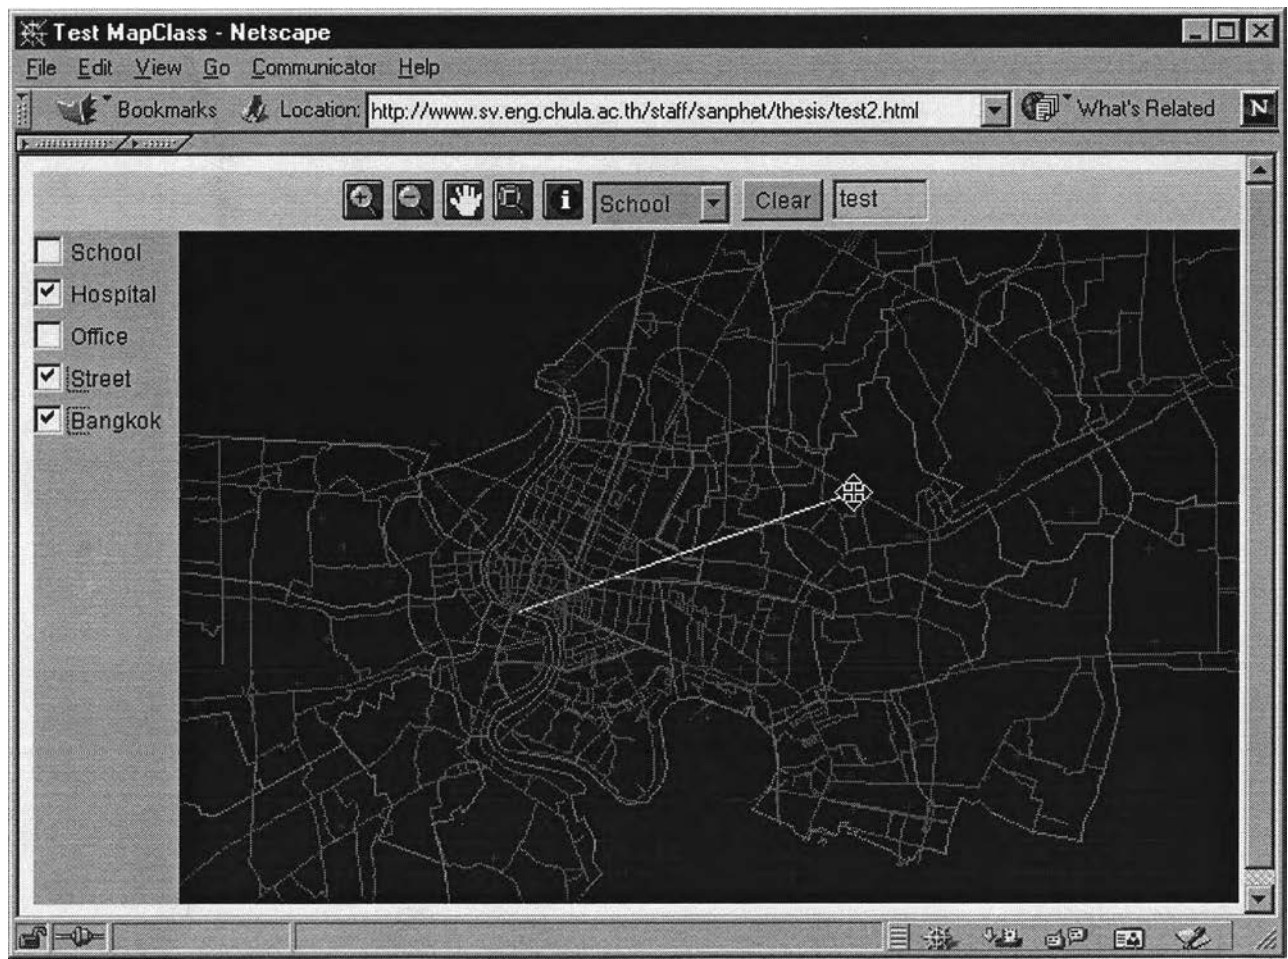 Test MapClass - Netscape
File Edit View Go Communicator Help
Bookmarks Location: http://www.sv.eng.chula.ac.th/staff/sanphet/thesis/test2.html What's Related N
School Clear test
School
Hospital
Office
Street
Bangkok